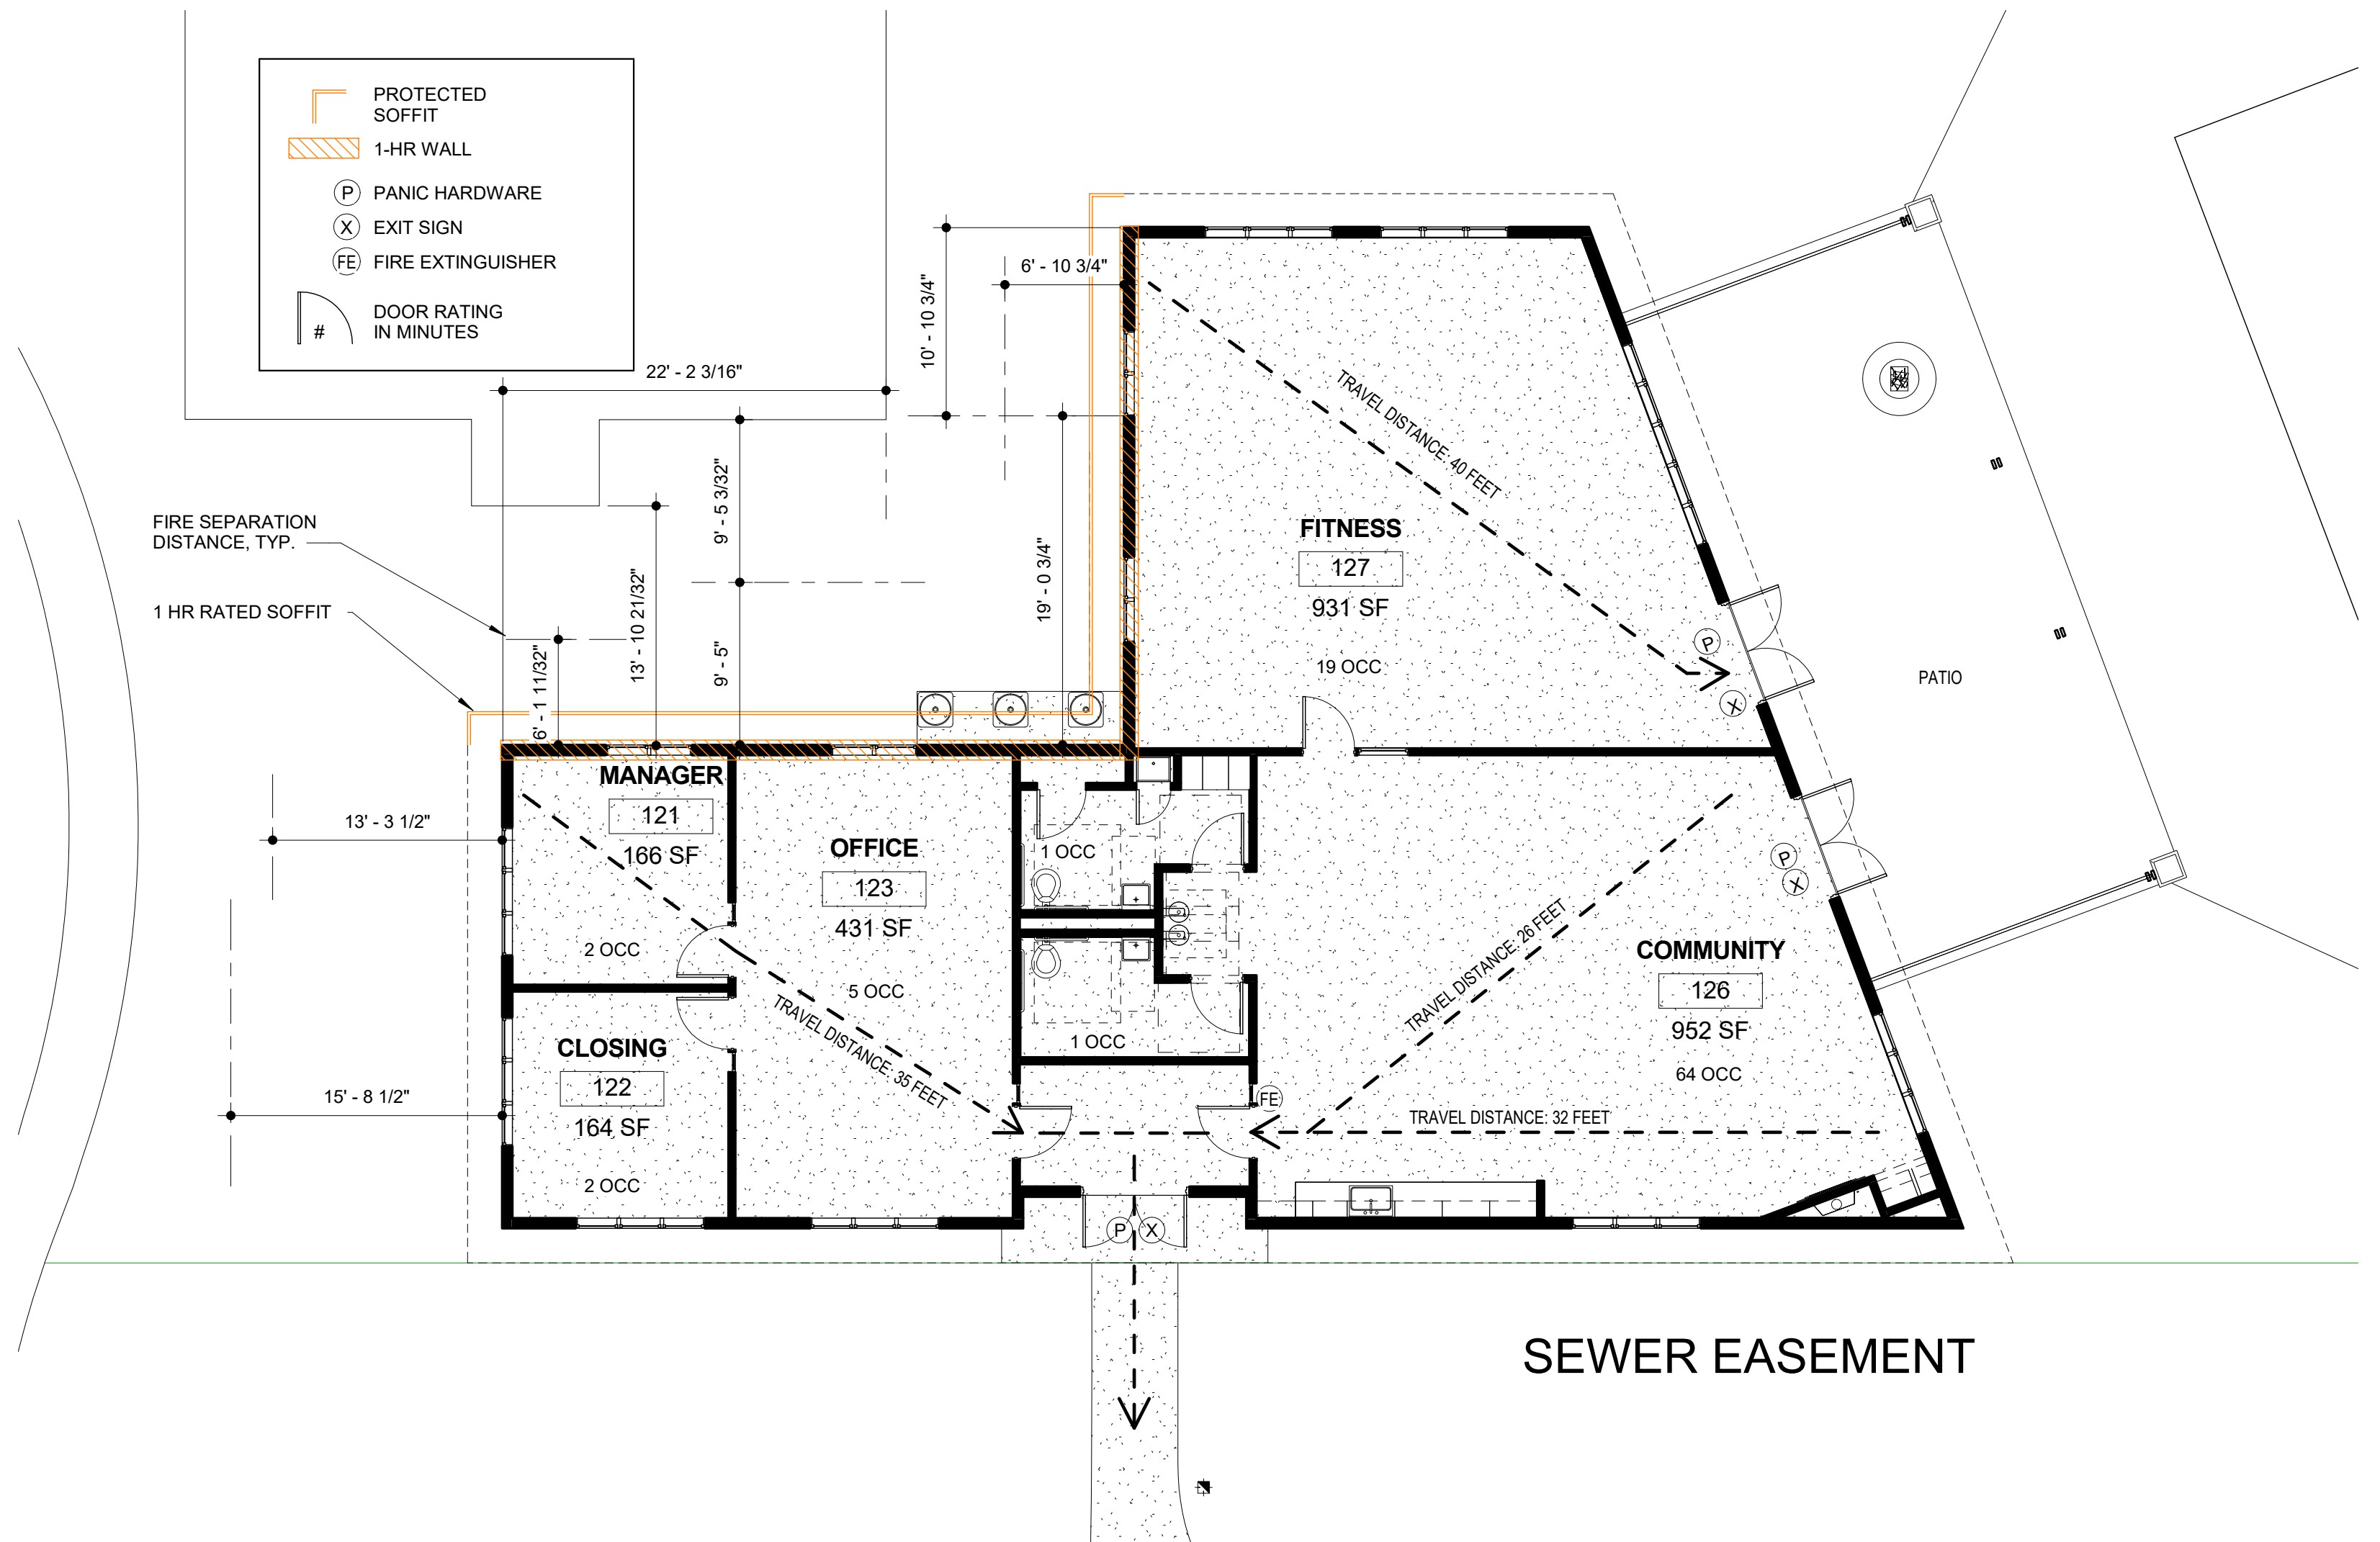 PROTECTED
SOFFIT
1-HR WALL
P PANIC HARDWARE
X EXIT SIGN
FE FIRE EXTINGUISHER
# DOOR RATING
IN MINUTES
22' - 2 3/16"
10' - 10 3/4"
6' - 10 3/4"
FIRE SEPARATION
DISTANCE, TYP.
1 HR RATED SOFFIT
6' - 1 11/32"
13' - 10 21/32"
9' - 5 3/32"
9' - 5"
19' - 0 3/4"
TRAVEL DISTANCE: 40 FEET
FITNESS
127
931 SF
19 OCC
P
X
PATIO
MANAGER
121
166 SF
2 OCC
13' - 3 1/2"
OFFICE
123
431 SF
5 OCC
TRAVEL DISTANCE: 35 FEET
1 OCC
1 OCC
P
X
TRAVEL DISTANCE: 26 FEET
COMMUNITY
126
952 SF
64 OCC
CLOSING
122
164 SF
2 OCC
15' - 8 1/2"
FE
TRAVEL DISTANCE: 32 FEET
P X
SEWER EASEMENT